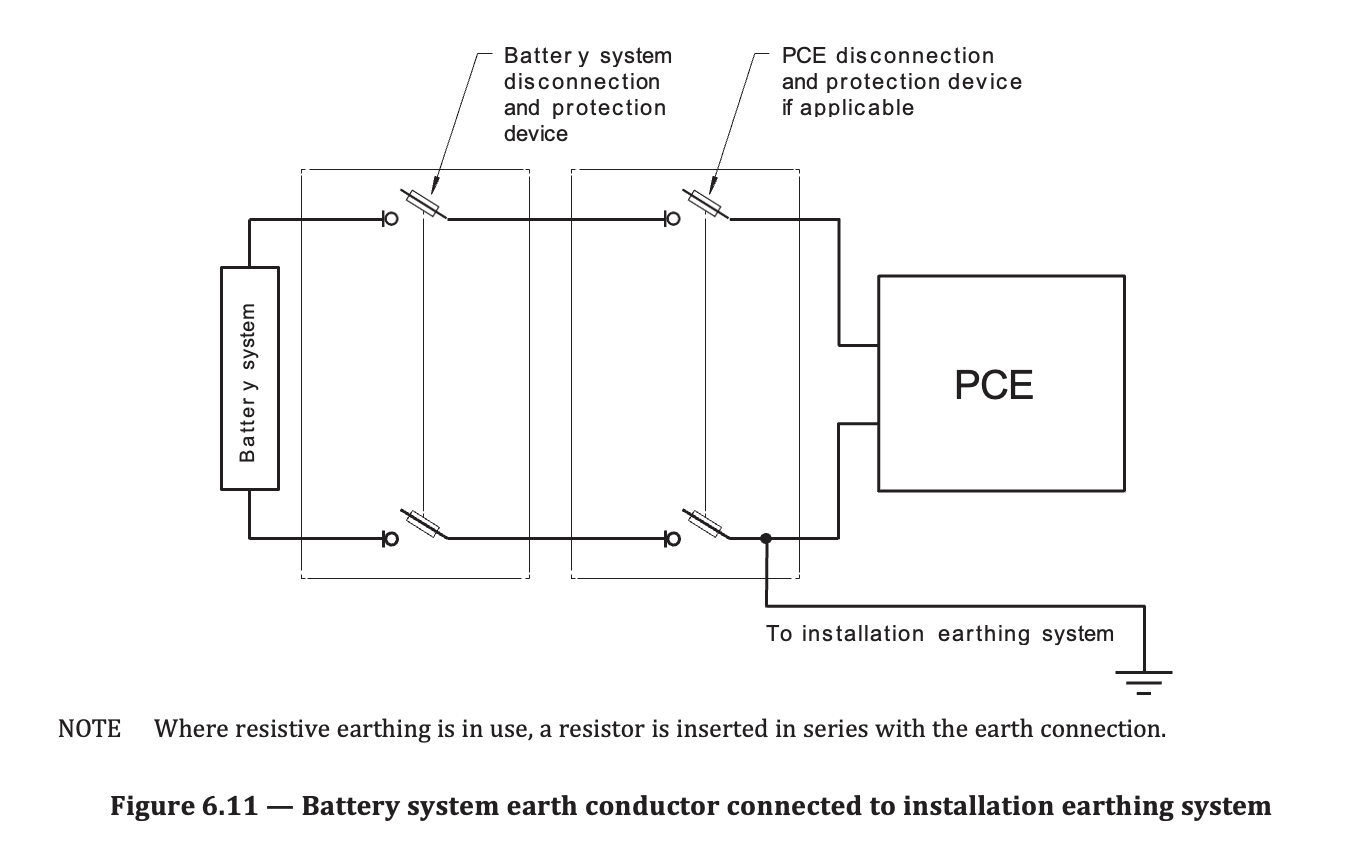 Battery system
disconnection
and protection
device
PCE disconnection
and protection device
if applicable
Battery system
PCE
To installation earthing system
NOTE Where resistive earthing is in use, a resistor is inserted in series with the earth connection.
Figure 6.11 — Battery system earth conductor connected to installation earthing system